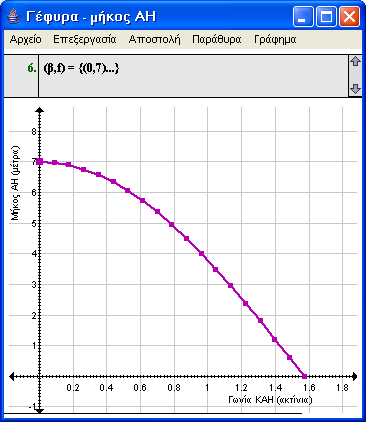 Γέφυρα - μήκος ΑΗ
Αρχείο Επεξεργασία Αποστολή Παράθυρα Γράφημα
6. (β,f) = {(0,7)...}
Μήκος ΑΗ (μέτρα)
8
7
6
5
4
3
2
1
-1
0.2 0.4 0.6 0.8 1 1.2 1.4 1.6 1.8
Γωνία ΚΑΗ (ακτίνια)